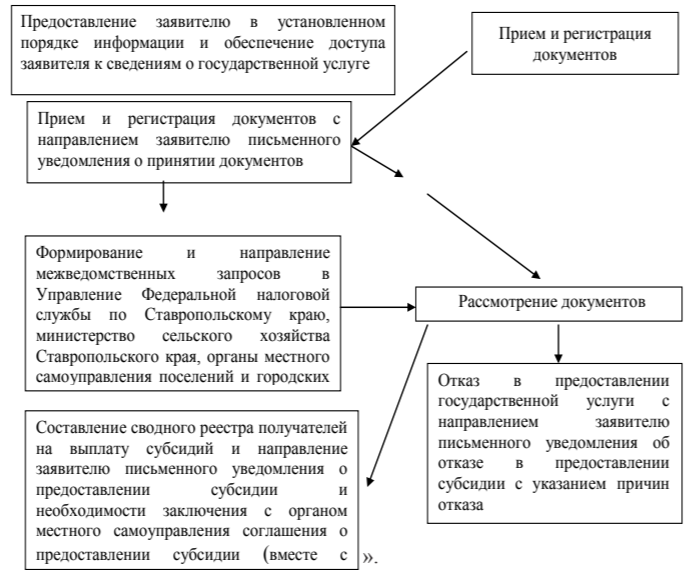 Предоставление заявителю в установленном
порядке информации и обеспечение доступа
заявителя к сведениям о государственной услуге
Прием и регистрация
документов
Прием и регистрация документов с
направлением заявителю письменного
уведомления о принятии документов
Формирование и направление
межведомственных запросов в
Управление Федеральной налоговой
службы по Ставропольскому краю,
министерство сельского хозяйства
Ставропольского края, органы местного
самоуправления поселений и городских
Рассмотрение документов
Отказ в предоставлении
государственной услуги с
направлением заявителю
письменного уведомления об
отказе в предоставлении
субсидии с указанием причин
отказа
Составление сводного реестра получателей
на выплату субсидий и направление
заявителю письменного уведомления о
предоставлении субсидии и
необходимости заключения с органом
местного самоуправления соглашения о
предоставлении субсидии (вместе с
».